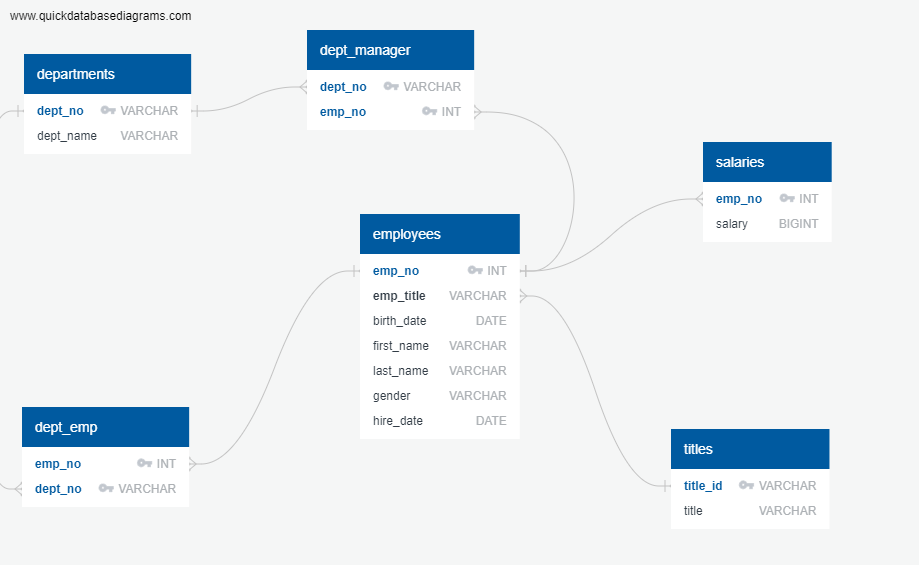 www.quickdatabasediagrams.com
departments
dept_no VARCHAR
dept_name VARCHAR
dept_manager
dept_no VARCHAR
emp_no INT
salaries
emp_no INT
salary BIGINT
employees
emp_no INT
emp_title VARCHAR
birth_date DATE
first_name VARCHAR
last_name VARCHAR
gender VARCHAR
hire_date DATE
dept_emp
emp_no INT
dept_no VARCHAR
titles
title_id VARCHAR
title VARCHAR